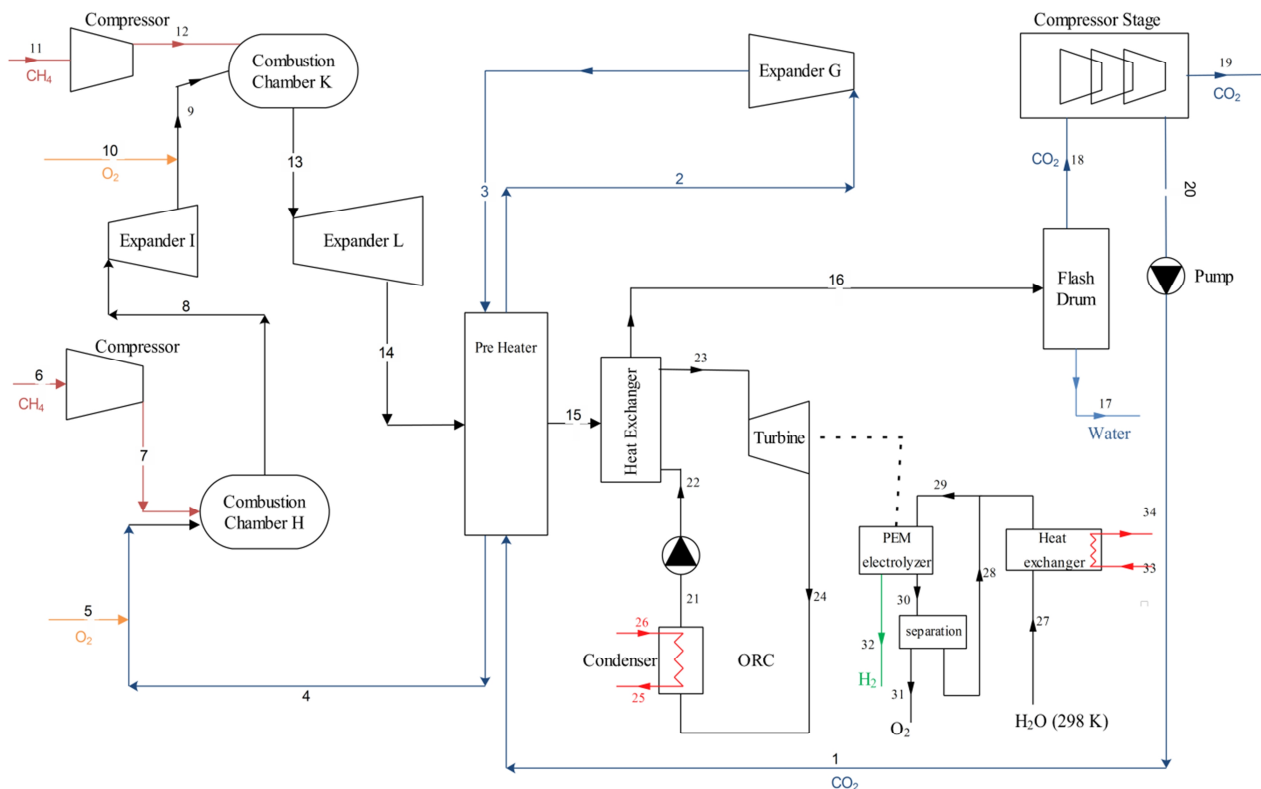 Compressor
11
12
CH₄
Combustion
Chamber K
9
10
O₂
Expander I
13
Expander L
8
14
Compressor
6
CH₄
7
Combustion
Chamber H
5
O₂
4
Expander G
3
2
Pre Heater
15
Heat Exchanger
16
23
Turbine
22
21
24
26
Condenser
25
ORC
Compressor Stage
19
CO₂
CO₂
18
20
Flash
Drum
Pump
17
Water
29
PEM
electrolyzer
Heat
exchanger
34
33
28
30
separation
27
32
H₂
31
O₂
H₂O (298 K)
1
CO₂